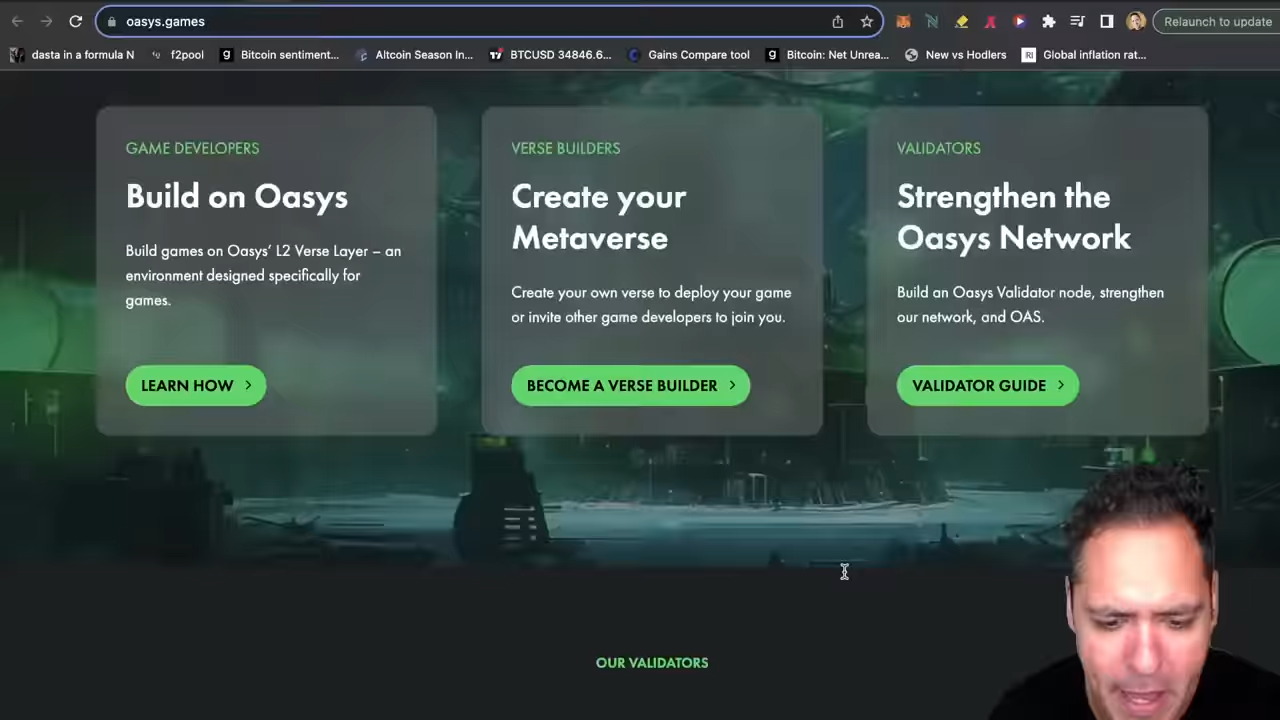 oasys.games
Relaunch to update
dasta in a formula N
f2pool
Bitcoin sentiment...
Altcoin Season In...
BTCUSD 34846.6...
Gains Compare tool
Bitcoin: Net Unrea...
New vs Hodlers
RI
Global inflation rat...
GAME DEVELOPERS
Build on Oasys
Build games on Oasys' L2 Verse Layer – an
environment designed specifically for
games.
LEARN HOW
VERSE BUILDERS
Create your
Metaverse
Create your own verse to deploy your game
or invite other game developers to join you.
BECOME A VERSE BUILDER
VALIDATORS
Strengthen the
Oasys Network
Build an Oasys Validator node, strengthen
our network, and OAS.
VALIDATOR GUIDE
OUR VALIDATORS